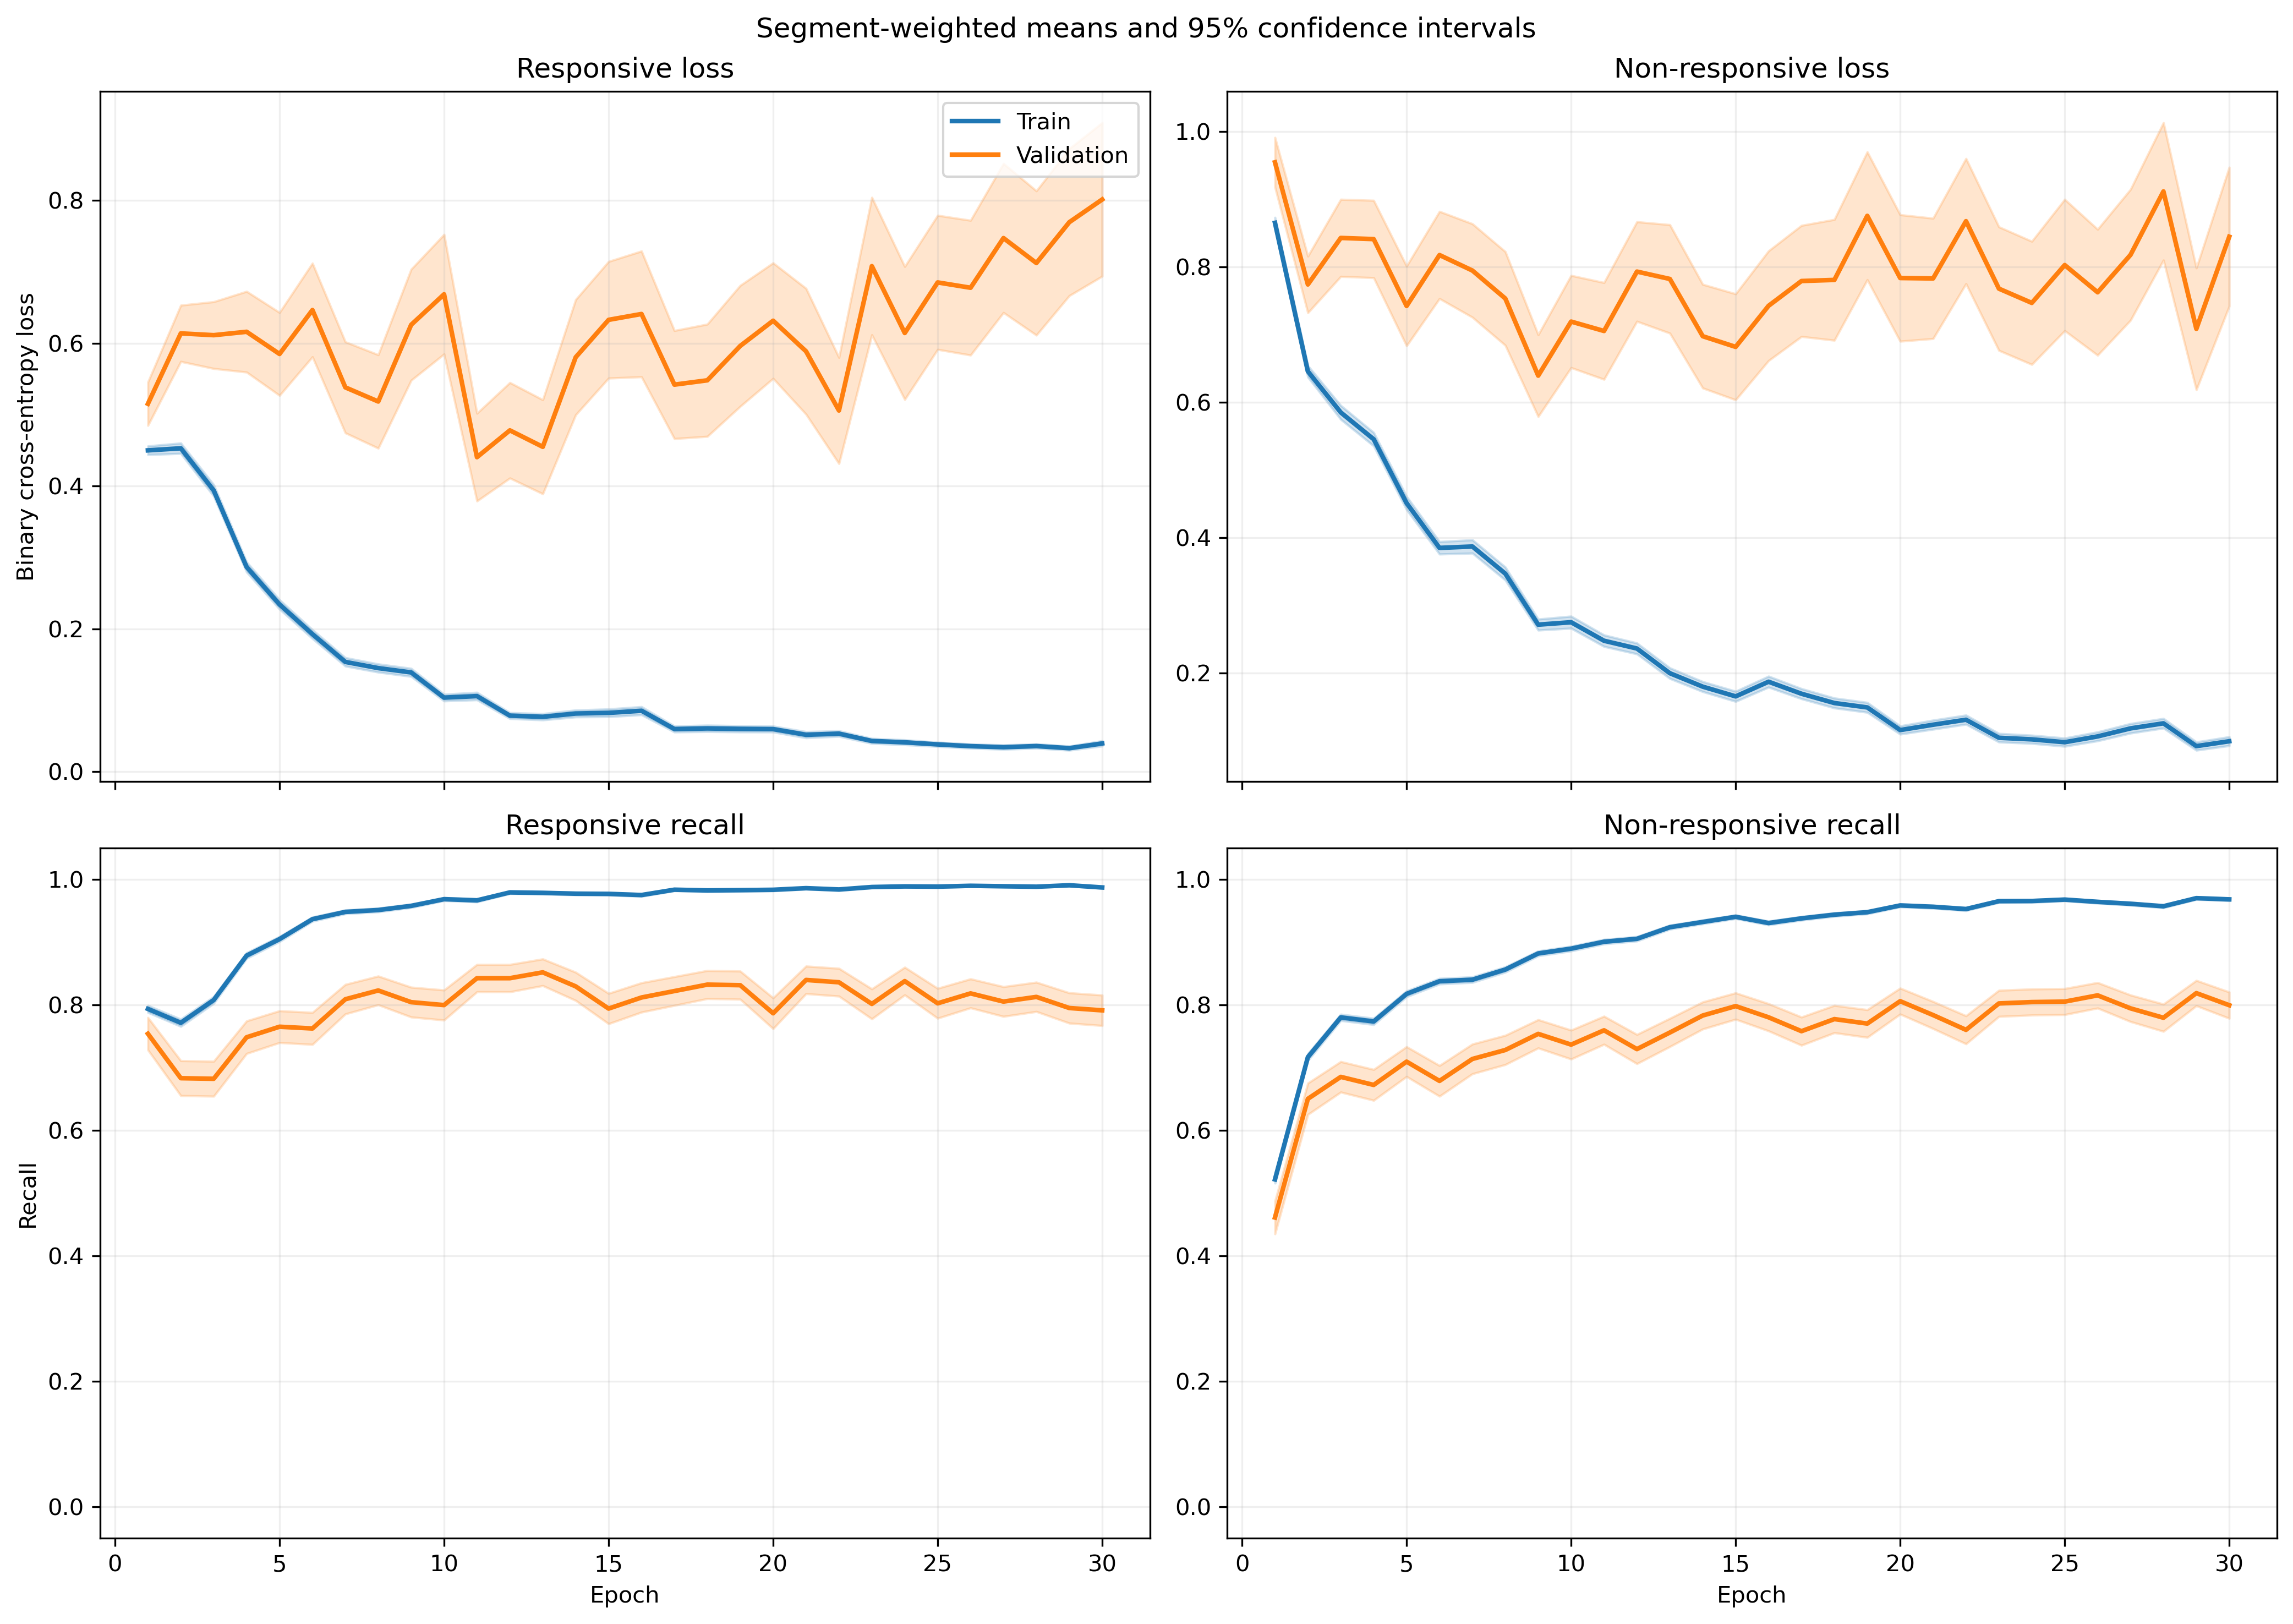 Segment-weighted means and 95% confidence intervals
Responsive loss
Non-responsive loss
Train
Validation
Binary cross-entropy loss
0.8
0.6
0.4
0.2
0.0
1.0
0.8
0.6
0.4
0.2
Responsive recall
Non-responsive recall
Recall
1.0
0.8
0.6
0.4
0.2
0.0
0 5 10 15 20 25 30
Epoch
1.0
0.8
0.6
0.4
0.2
0.0
0 5 10 15 20 25 30
Epoch